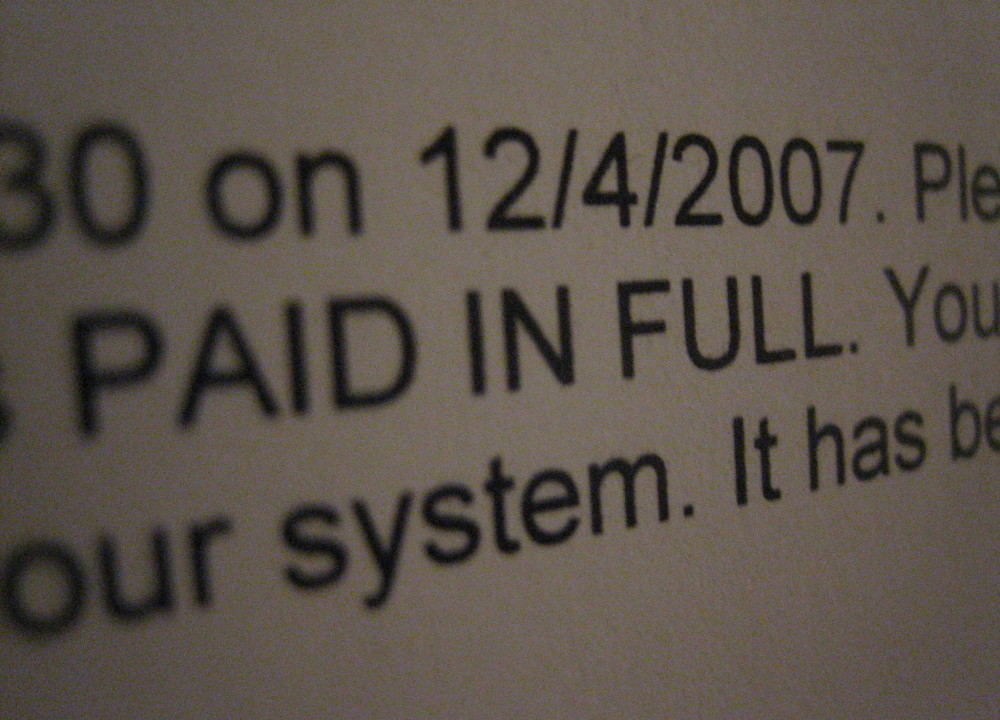 30 on 12/4/2007. Ple
PAID IN FULL. You
our system. It has be